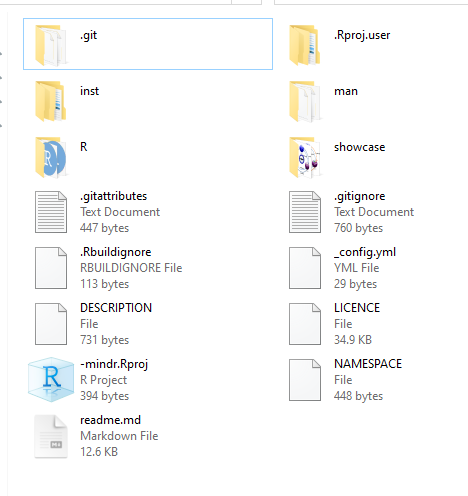 .git
.Rproj.user
inst
man
R
showcase
.gitattributes
Text Document
447 bytes
.gitignore
Text Document
760 bytes
.Rbuildignore
RBUILDIGNORE File
113 bytes
_config.yml
YML File
29 bytes
DESCRIPTION
File
731 bytes
LICENCE
File
34.9 KB
-mindr.Rproj
R Project
394 bytes
NAMESPACE
File
448 bytes
readme.md
Markdown File
12.6 KB